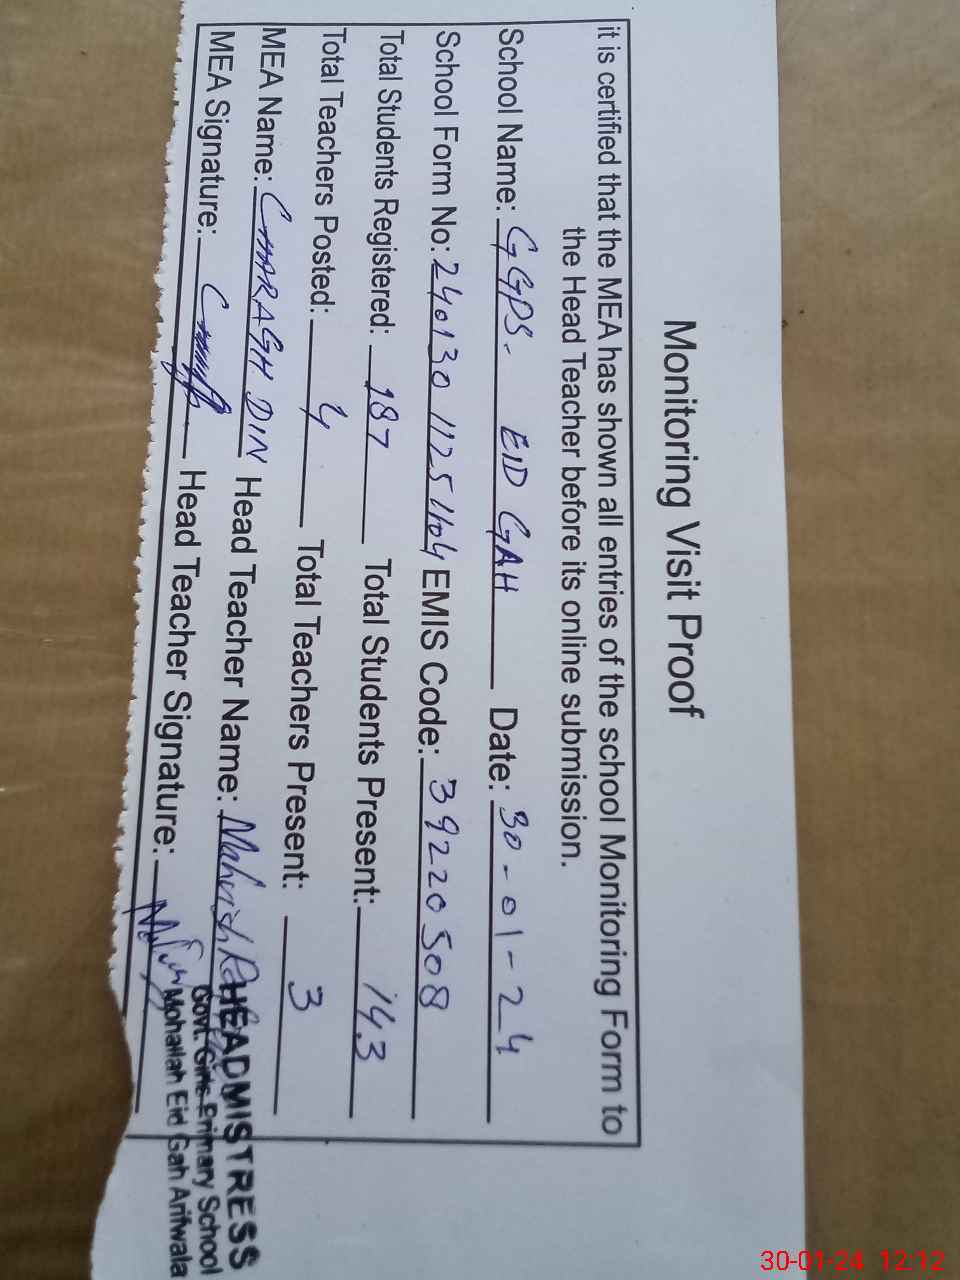 Monitoring Visit Proof
it is certified that the MEA has shown all entries of the school Monitoring Form to
the Head Teacher before its online submission.
School Name: GGPS. EID GAH Date: 30-01-24
School Form No: 240130 1125 EMIS Code: 39220508
Total Students Registered: 187 Total Students Present: 143
Total Teachers Posted: 4 Total Teachers Present: 3
MEA Name: CHARAGH DIN Head Teacher Name: Mahwish
MEA Signature: Head Teacher Signature:
HEADMISTRESS
Govt. Girls Primary School
Mohallah Eid Gah Arifwala
30-01-24 12:12